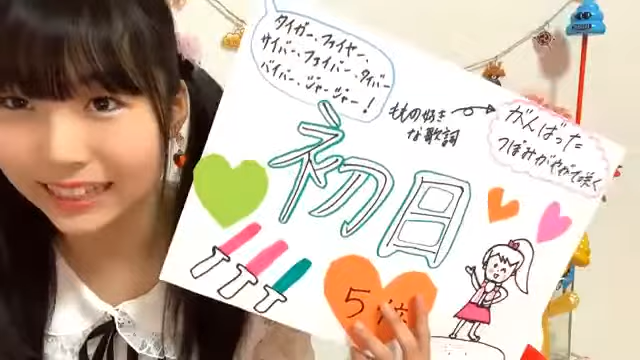 タイガー、ファイヤー、
サイバー、ファイバー、ダイバー
バイバー、ジャージャー!
ももの好き
な歌詞
がんばった
つぼみがやがて咲く
初日
5位